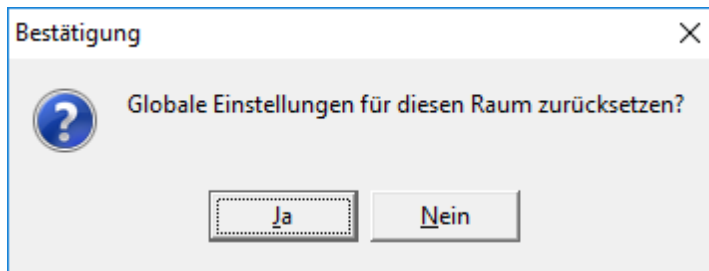 Bestätigung
Globale Einstellungen für diesen Raum zurücksetzen?
Ja
Nein